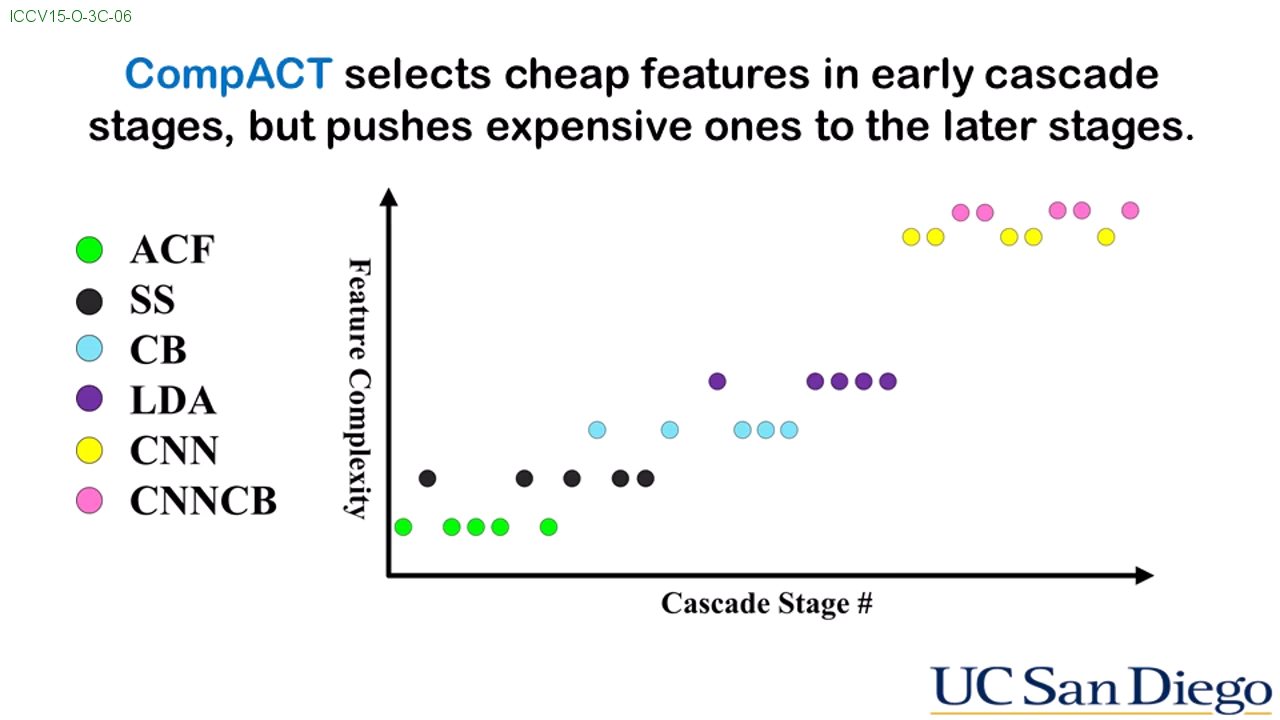 ICCV15-O-3C-06
CompACT selects cheap features in early cascade
stages, but pushes expensive ones to the later stages.
ACF
SS
CB
LDA
CNN
CNNCB
Feature Complexity
Cascade Stage #
UC San Diego